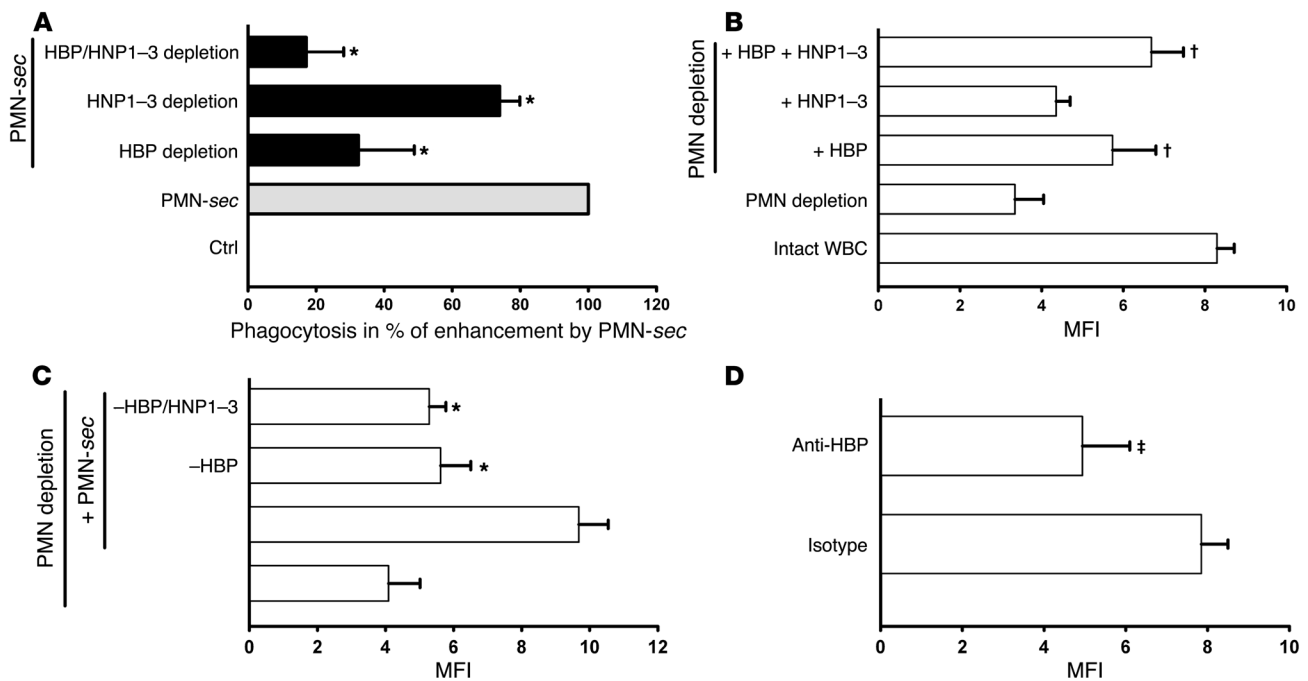 A
PMN-sec
HBP/HNP1–3 depletion
*
HNP1–3 depletion
*
HBP depletion
*
PMN-sec
Ctrl
0 20 40 60 80 100 120
Phagocytosis in % of enhancement by PMN-sec
B
PMN depletion
+ HBP + HNP1–3
†
+ HNP1–3
+ HBP
†
PMN depletion
Intact WBC
0 2 4 6 8 10
MFI
C
PMN depletion
+ PMN-sec
–HBP/HNP1–3
*
–HBP
*
0 2 4 6 8 10 12
MFI
D
Anti-HBP
‡
Isotype
0 2 4 6 8 10
MFI